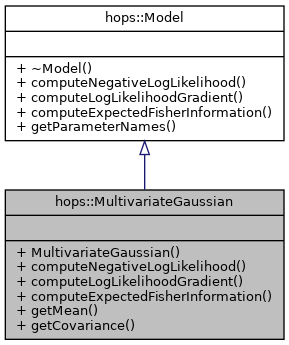 hops::Model
+ ~Model()
+ computeNegativeLogLikelihood()
+ computeLogLikelihoodGradient()
+ computeExpectedFisherInformation()
+ getParameterNames()
hops::MultivariateGaussian
+ MultivariateGaussian()
+ computeNegativeLogLikelihood()
+ computeLogLikelihoodGradient()
+ computeExpectedFisherInformation()
+ getMean()
+ getCovariance()